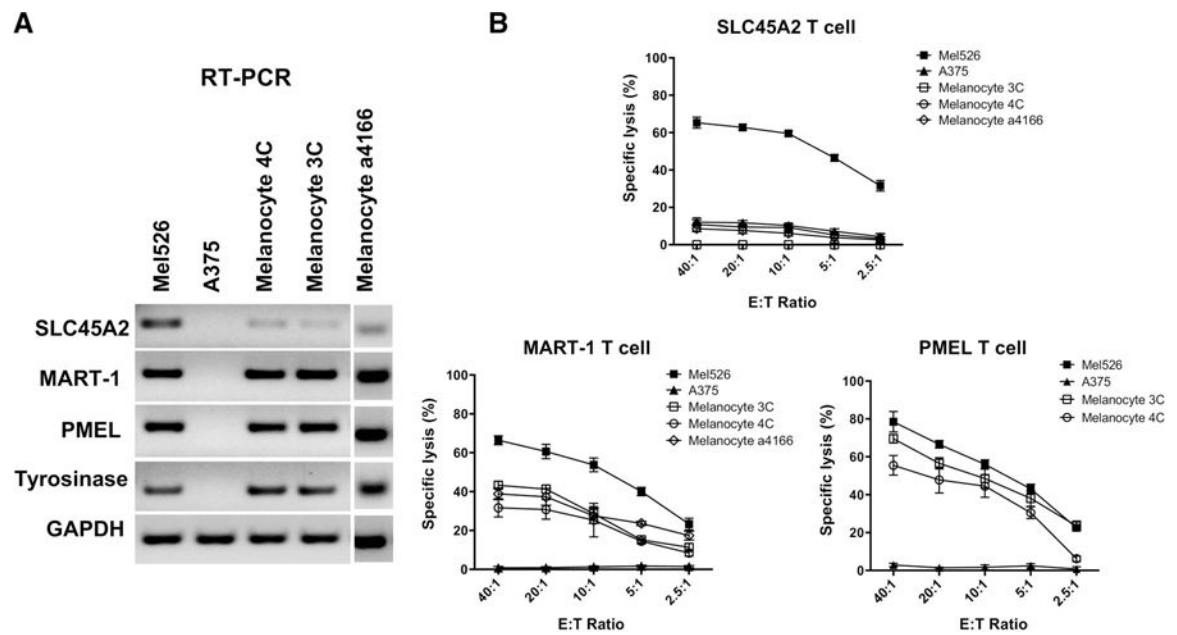 A
RT-PCR
Mel526
A375
Melanocyte 4C
Melanocyte 3C
Melanocyte a4166
SLC45A2
MART-1
PMEL
Tyrosinase
GAPDH
B
SLC45A2 T cell
Specific lysis (%)
100
80
60
40
20
0
40:1
20:1
10:1
5:1
2.5:1
E:T Ratio
Mel526
A375
Melanocyte 3C
Melanocyte 4C
Melanocyte a4166
MART-1 T cell
Specific lysis (%)
100
80
60
40
20
0
40:1
20:1
10:1
5:1
2.5:1
E:T Ratio
Mel526
A375
Melanocyte 3C
Melanocyte 4C
Melanocyte a4166
PMEL T cell
Specific lysis (%)
100
80
60
40
20
0
40:1
20:1
10:1
5:1
2.5:1
E:T Ratio
Mel526
A375
Melanocyte 3C
Melanocyte 4C